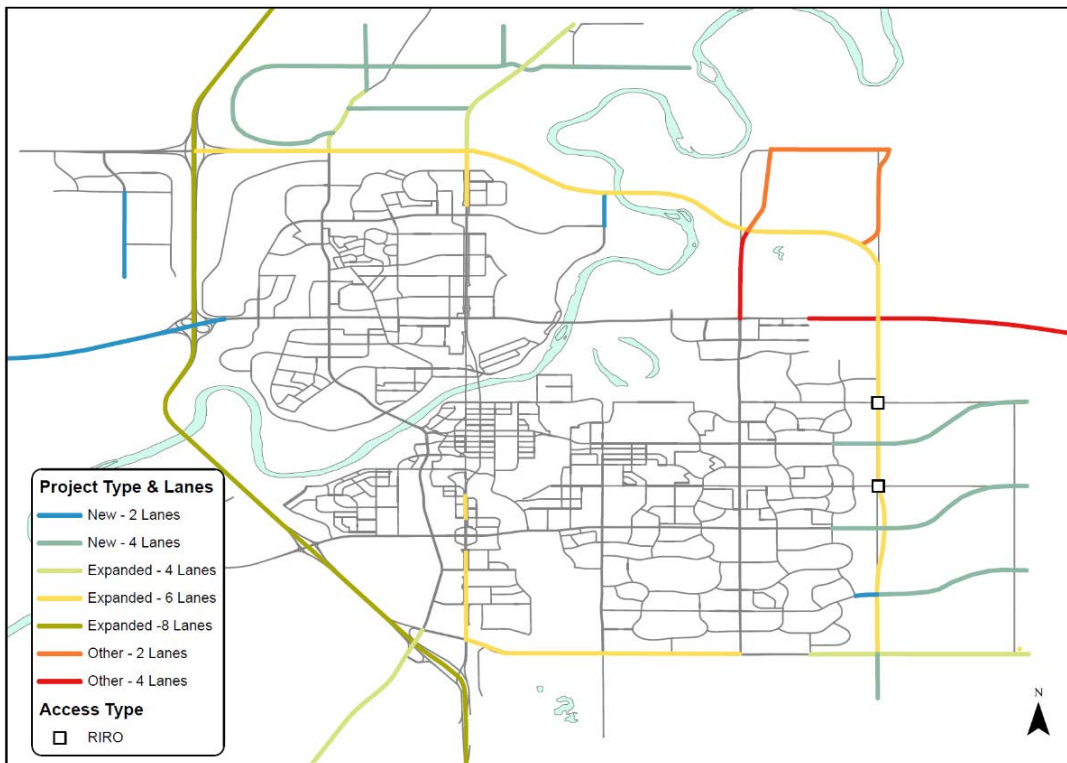 Project Type & Lanes
New - 2 Lanes
New - 4 Lanes
Expanded - 4 Lanes
Expanded - 6 Lanes
Expanded -8 Lanes
Other - 2 Lanes
Other - 4 Lanes
Access Type
RIRO
N